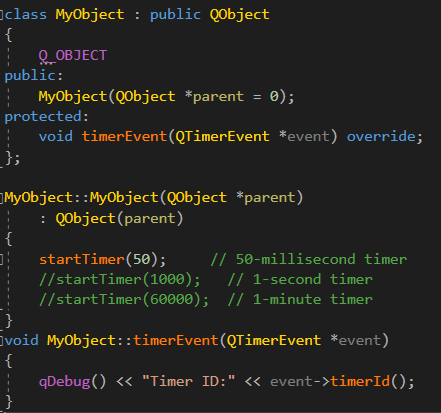 class MyObject : public QObject
{
    Q_OBJECT
public:
    MyObject(QObject *parent = 0);
protected:
    void timerEvent(QTimerEvent *event) override;
};

MyObject::MyObject(QObject *parent)
    : QObject(parent)
{
    startTimer(50);     // 50-millisecond timer
    //startTimer(1000);   // 1-second timer
    //startTimer(60000);  // 1-minute timer
}
void MyObject::timerEvent(QTimerEvent *event)
{
    qDebug() << "Timer ID:" << event->timerId();
}